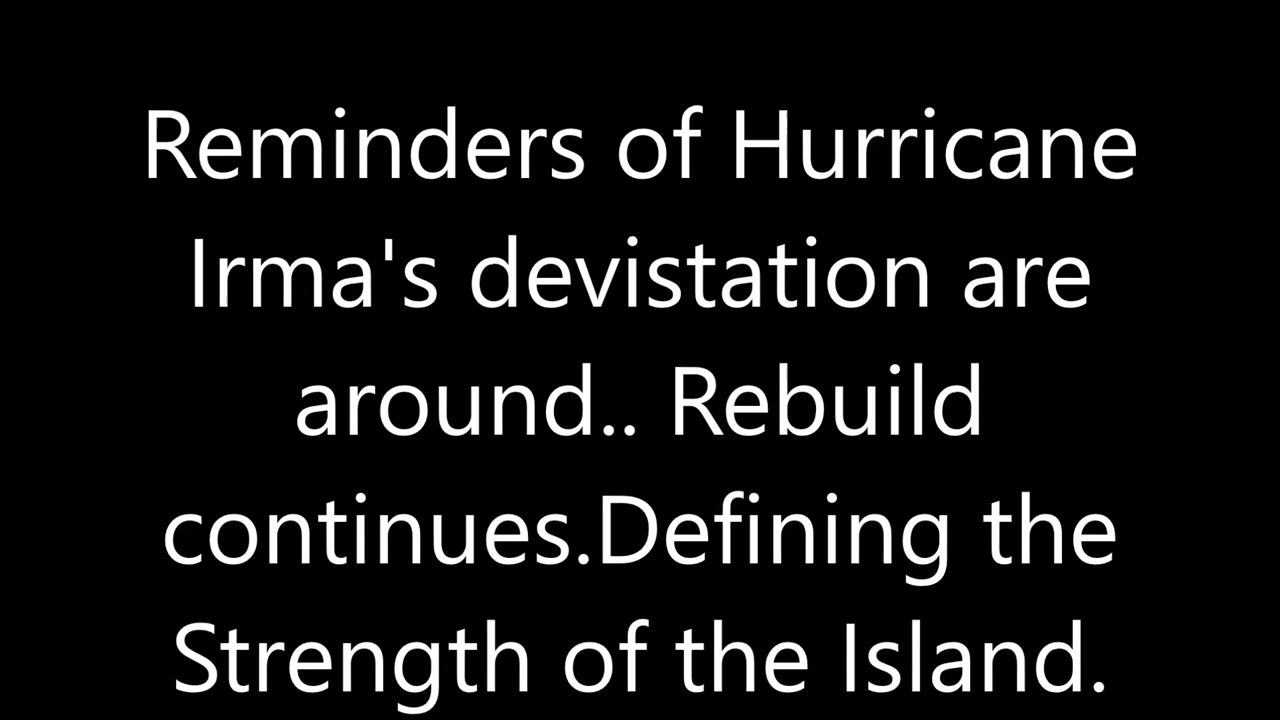 Reminders of Hurricane
Irma's devistation are
around.. Rebuild
continues.Defining the
Strength of the Island.